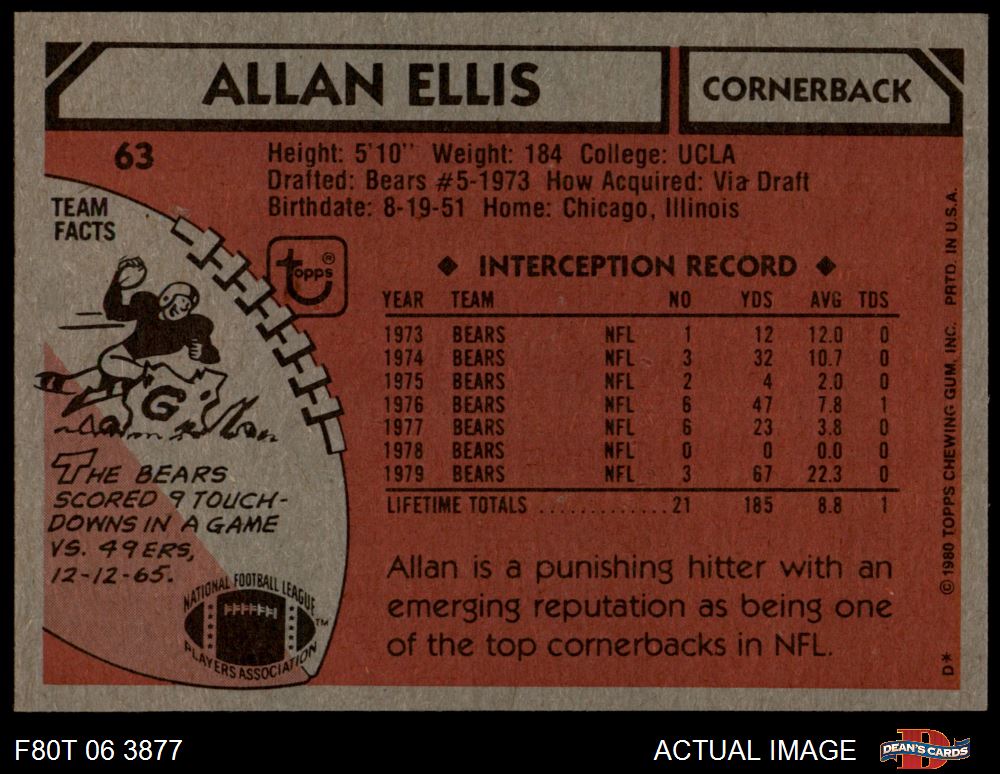 ALLAN ELLIS
CORNERBACK
63
Height: 5'10" Weight: 184 College: UCLA
Drafted: Bears #5-1973 How Acquired: Via Draft
Birthdate: 8-19-51 Home: Chicago, Illinois
TEAM
FACTS
topps®
G
THE BEARS
SCORED 9 TOUCH-
DOWNS IN A GAME
VS. 49ERS,
12-12-65.
NATIONAL FOOTBALL LEAGUE
PLAYERS ASSOCIATION
TM
◆ INTERCEPTION RECORD ◆
YEAR TEAM NO YDS AVG TDS
1973 BEARS NFL 1 12 12.0 0
1974 BEARS NFL 3 32 10.7 0
1975 BEARS NFL 2 4 2.0 0
1976 BEARS NFL 6 47 7.8 1
1977 BEARS NFL 6 23 3.8 0
1978 BEARS NFL 0 0 0.0 0
1979 BEARS NFL 3 67 22.3 0
LIFETIME TOTALS .............21 185 8.8 1
Allan is a punishing hitter with an
emerging reputation as being one
of the top cornerbacks in NFL.
D* © 1980 TOPPS CHEWING GUM, INC. PRTD. IN U.S.A.
F80T 06 3877
ACTUAL IMAGE
DEAN'S CARDS